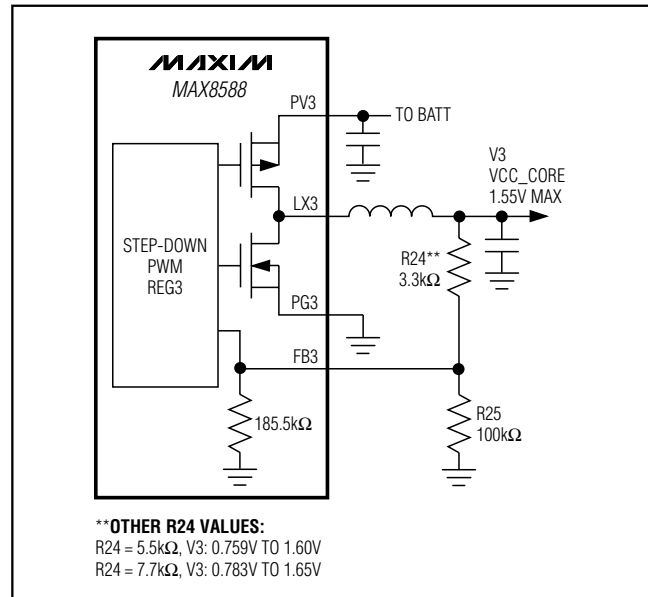 MAXIM
MAX8588
PV3
TO BATT
V3
VCC_CORE
1.55V MAX
LX3
STEP-DOWN
PWM
REG3
R24**
3.3kΩ
PG3
FB3
185.5kΩ
R25
100kΩ
**OTHER R24 VALUES:
R24 = 5.5kΩ, V3: 0.759V TO 1.60V
R24 = 7.7kΩ, V3: 0.783V TO 1.65V